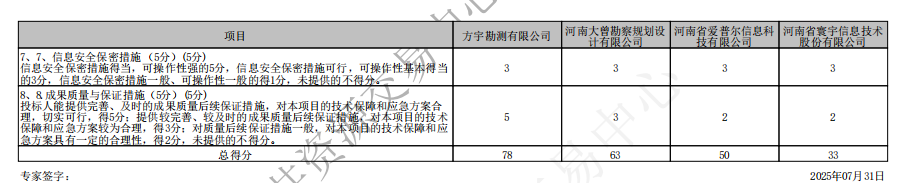 项目 方宇勘测有限公司 河南大曾勘察规划设计有限公司 河南省爱普尔信息科技有限公司 河南省寰宇信息技术股份有限公司
7、7、信息安全保密措施（5分）(5分)
信息安全保密措施得当，可操作性强的5分，信息安全保密措施可行，可操作性基本得当
的3分，信息安全保密措施一般、可操作性一般的得1分，未提供的不得分。
3 3 3 3
8、8.成果质量与保证措施（5分）(5分)
投标人能提供完善、及时的成果质量后续保证措施，对本项目的技术保障和应急方案合
理，切实可行，得5分；提供较完善、较及时的成果质量后续保证措施，对本项目的技术
保障和应急方案较为合理，得3分；对质量后续保证措施一般，对本项目的技术保障和应
急方案具有一定的合理性，得2分，未提供的不得分。
5 3 2 2
总得分 78 63 50 33
专家签字： 2025年07月31日
共资源交易中心
易中心